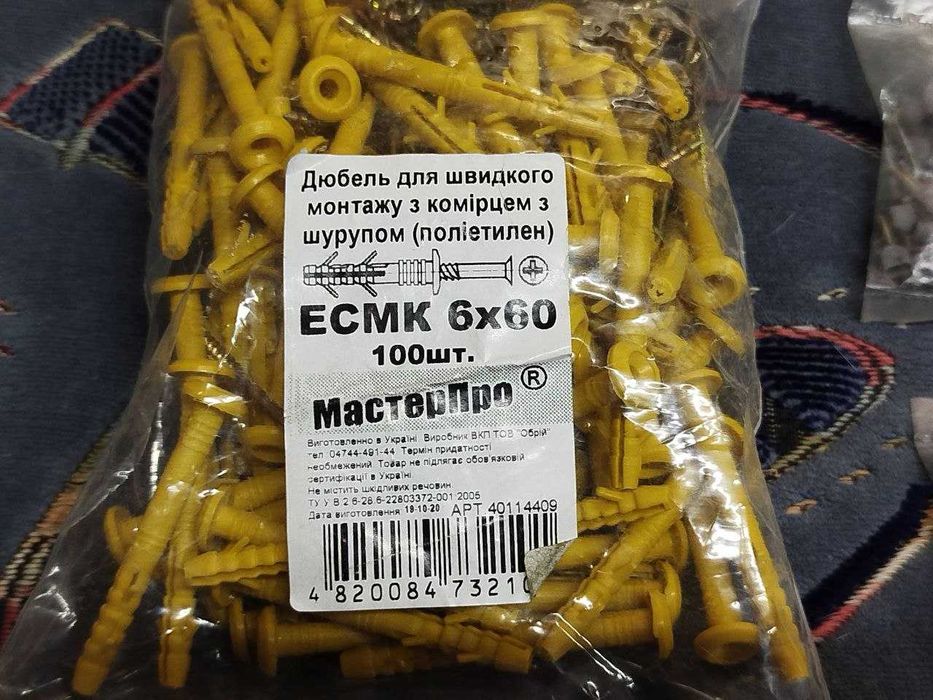 Дюбель для швидкого
монтажу з комірцем з
шурупом (поліетилен)
ЕСМК 6х60
100шт.
МастерПро ®
Виготовленно в Україні. Виробник ВКП ТОВ "Обрій"
тел. 04744-491-44. Термін придатності
необмежений. Товар не підлягає обов'язковій
сертифікації в Україні.
Не містить шкідливих речовин.
ТУ У В.2.6-28.6-22803372-001:2005
Дата виготовлення 19-10-20 АРТ.40114409
4 820084 73210